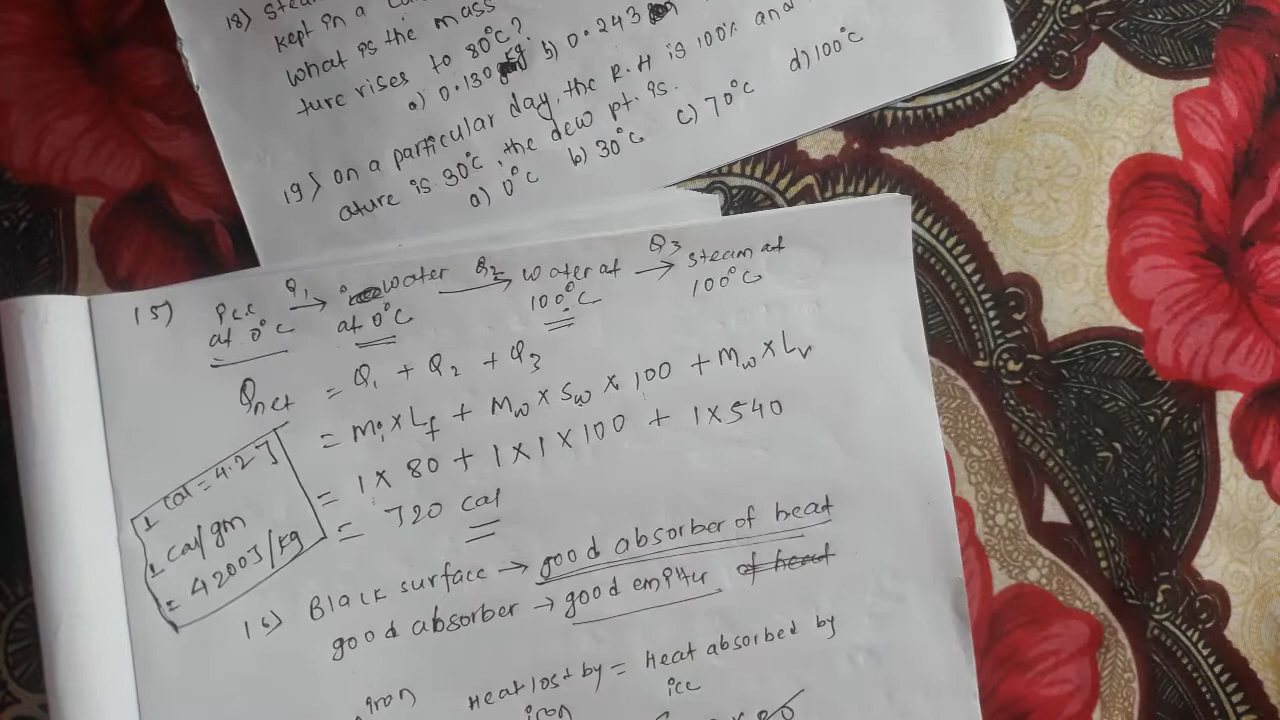 18)
kept in a
what is the mass
ture rises to 80°C?
a) 0.130 kg b) 0.243
19) on a particular day, the R.H is 100% and
ature is 30°C, the dew pt. is.
a) 0°C b) 30°C c) 70°C d) 100°C
15) ice Q1 → water Q2 → water at Q3 → steam at
at 0°C at 0°C 100°C 100°C
Qnet = Q1 + Q2 + Q3
= mi × Lf + Mw × Sw × 100 + Mw × Lv
= 1 × 80 + 1 × 1 × 100 + 1 × 540
= 720 cal
1 cal = 4.2 J
1 cal/gm
= 4200 J/kg
16) Black surface → good absorber of heat
good absorber → good emitter of heat
iron Heat lost by = Heat absorbed by
iron ice